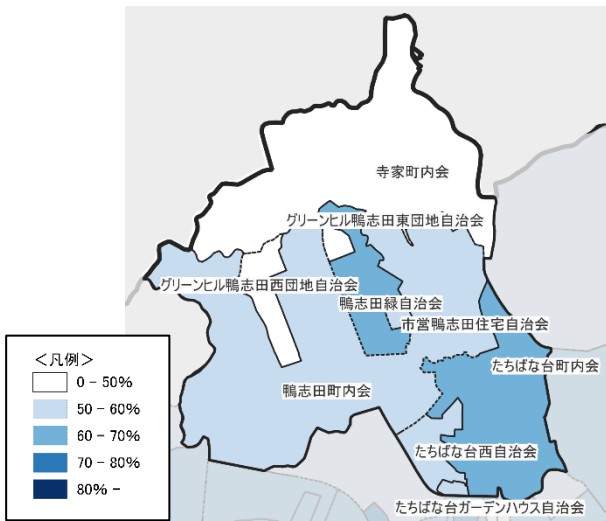 寺家町内会
グリーンヒル鴨志田東団地自治会
グリーンヒル鴨志田西団地自治会
鴨志田緑自治会
市営鴨志田住宅自治会
たちばな台町内会
鴨志田町内会
たちばな台西自治会
たちばな台ガーデンハウス自治会
＜凡例＞
0 – 50%
50 – 60%
60 – 70%
70 – 80%
80% –